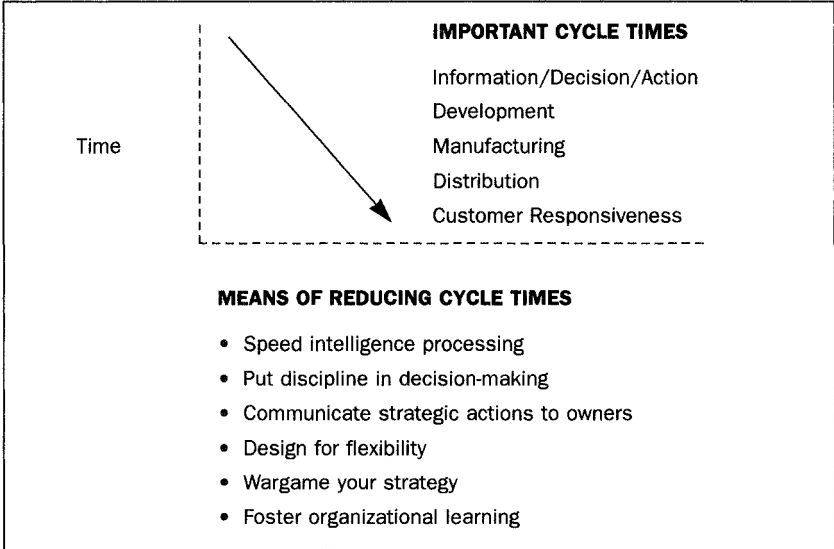 IMPORTANT CYCLE TIMES
Information/Decision/Action
Development
Time
Manufacturing
Distribution
Customer Responsiveness
MEANS OF REDUCING CYCLE TIMES
• Speed intelligence processing
• Put discipline in decision-making
• Communicate strategic actions to owners
• Design for flexibility
• Wargame your strategy
• Foster organizational learning